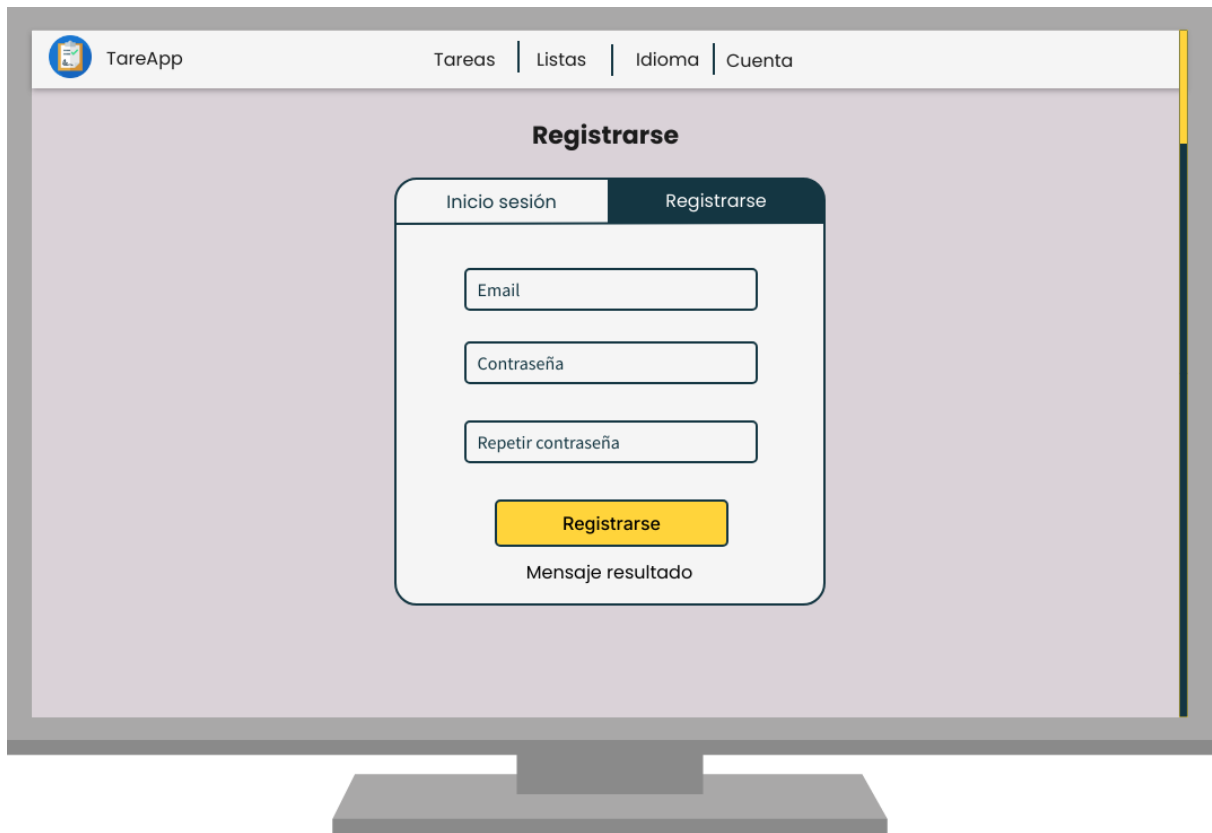 TareApp
Tareas
Listas
Idioma
Cuenta
Registrarse
Inicio sesión
Registrarse
Email
Contraseña
Repetir contraseña
Registrarse
Mensaje resultado